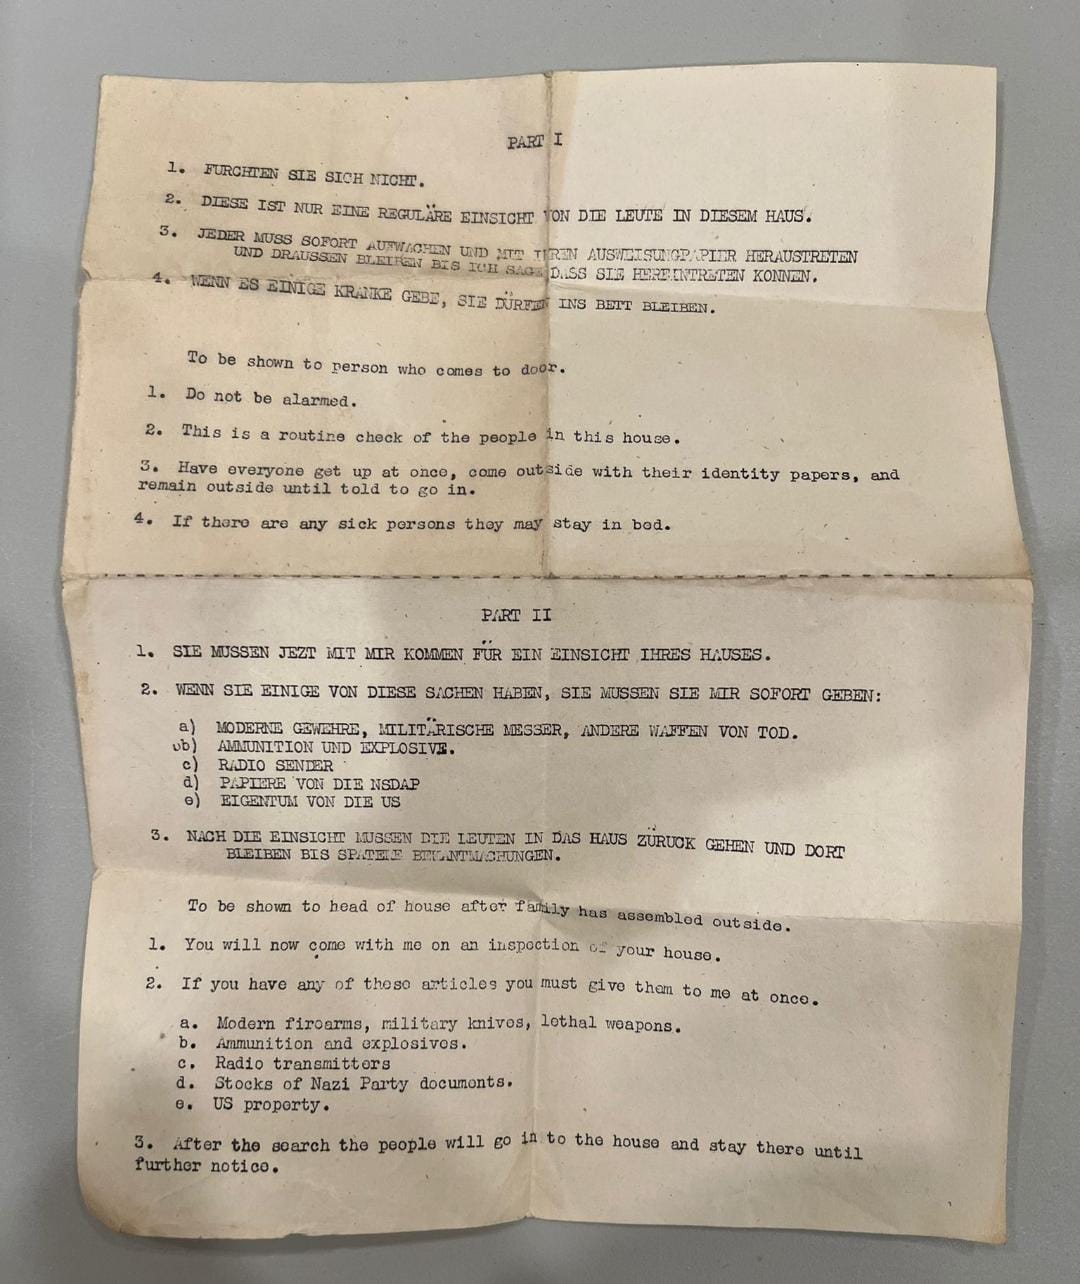 PART I
1. FURCHTEN SIE SICH NICHT.
2. DIESE IST NUR EINE REGULÄRE EINSICHT VON DIE LEUTE IN DIESEM HAUS.
3. JEDER MUSS SOFORT AUFWACHEN UND MIT IHREN AUSWEISUNGPAPIER HERAUSTRETEN
UND DRAUSSEN BLEIBEN BIS ICH SAGE DASS SIE HEREINTRETEN KONNEN.
4. WENN ES EINIGE KRANKE GEBE, SIE DÜRFEN INS BETT BLEIBEN.
To be shown to person who comes to door.
1. Do not be alarmed.
2. This is a routine check of the people in this house.
3. Have everyone get up at once, come outside with their identity papers, and
remain outside until told to go in.
4. If there are any sick persons they may stay in bed.
PART II
1. SIE MUSSEN JEZT MIT MIR KOMMEN FÜR EIN EINSICHT IHRES HAUSES.
2. WENN SIE EINIGE VON DIESE SACHEN HABEN, SIE MUSSEN SIE MIR SOFORT GEBEN:
a) MODERNE GEWEHRE, MILITÄRISCHE MESSER, ANDERE WAFFEN VON TOD.
b) AMMUNITION UND EXPLOSIVE.
c) RADIO SENDER
d) PAPIERE VON DIE NSDAP
e) EIGENTUM VON DIE US
3. NACH DIE EINSICHT MUSSEN DIE LEUTEN IN DAS HAUS ZÜRUCK GEHEN UND DORT
BLEIBEN BIS SPATERE BEKANTMACHUNGEN.
To be shown to head of house after family has assembled outside.
1. You will now come with me on an inspection of your house.
2. If you have any of these articles you must give them to me at once.
a. Modern firearms, military knives, lethal weapons.
b. Ammunition and explosives.
c. Radio transmitters
d. Stocks of Nazi Party documents.
e. US property.
3. After the search the people will go in to the house and stay there until
further notice.